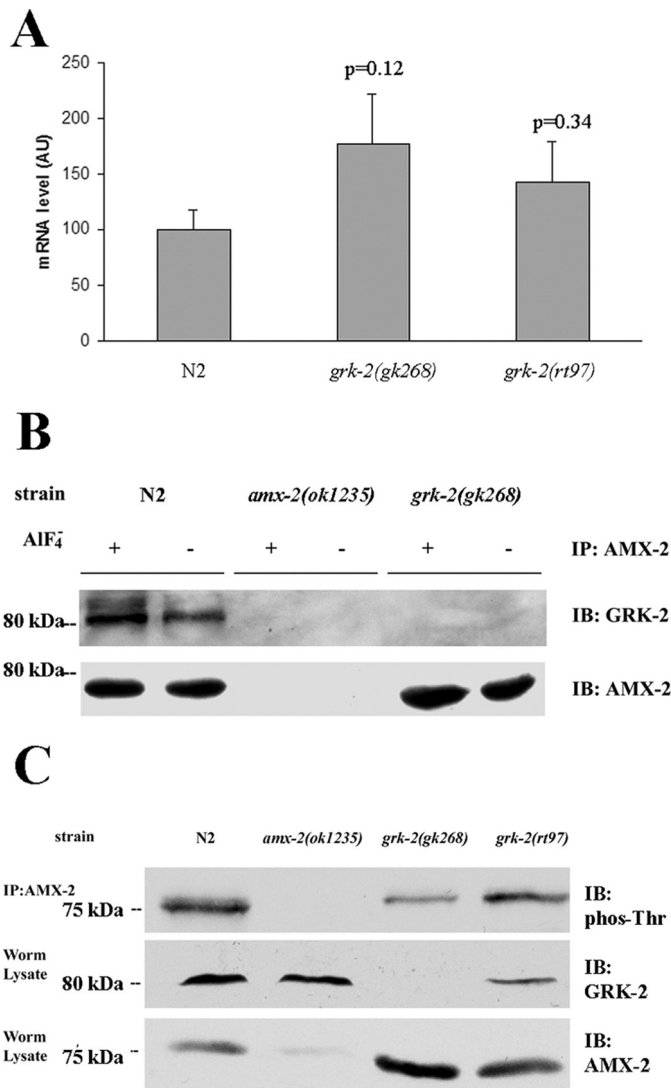 A
250
200
150
100
50
0
mRNA level (AU)
p=0.12
p=0.34
N2 grk-2(gk268) grk-2(rt97)
B
strain N2 amx-2(ok1235) grk-2(gk268)
AlF4- + - + - + - IP: AMX-2
80 kDa-- IB: GRK-2
80 kDa-- IB: AMX-2
C
strain N2 amx-2(ok1235) grk-2(gk268) grk-2(rt97)
IP:AMX-2
75 kDa -- IB: phos-Thr
Worm Lysate
80 kDa -- IB: GRK-2
Worm Lysate
75 kDa -- IB: AMX-2